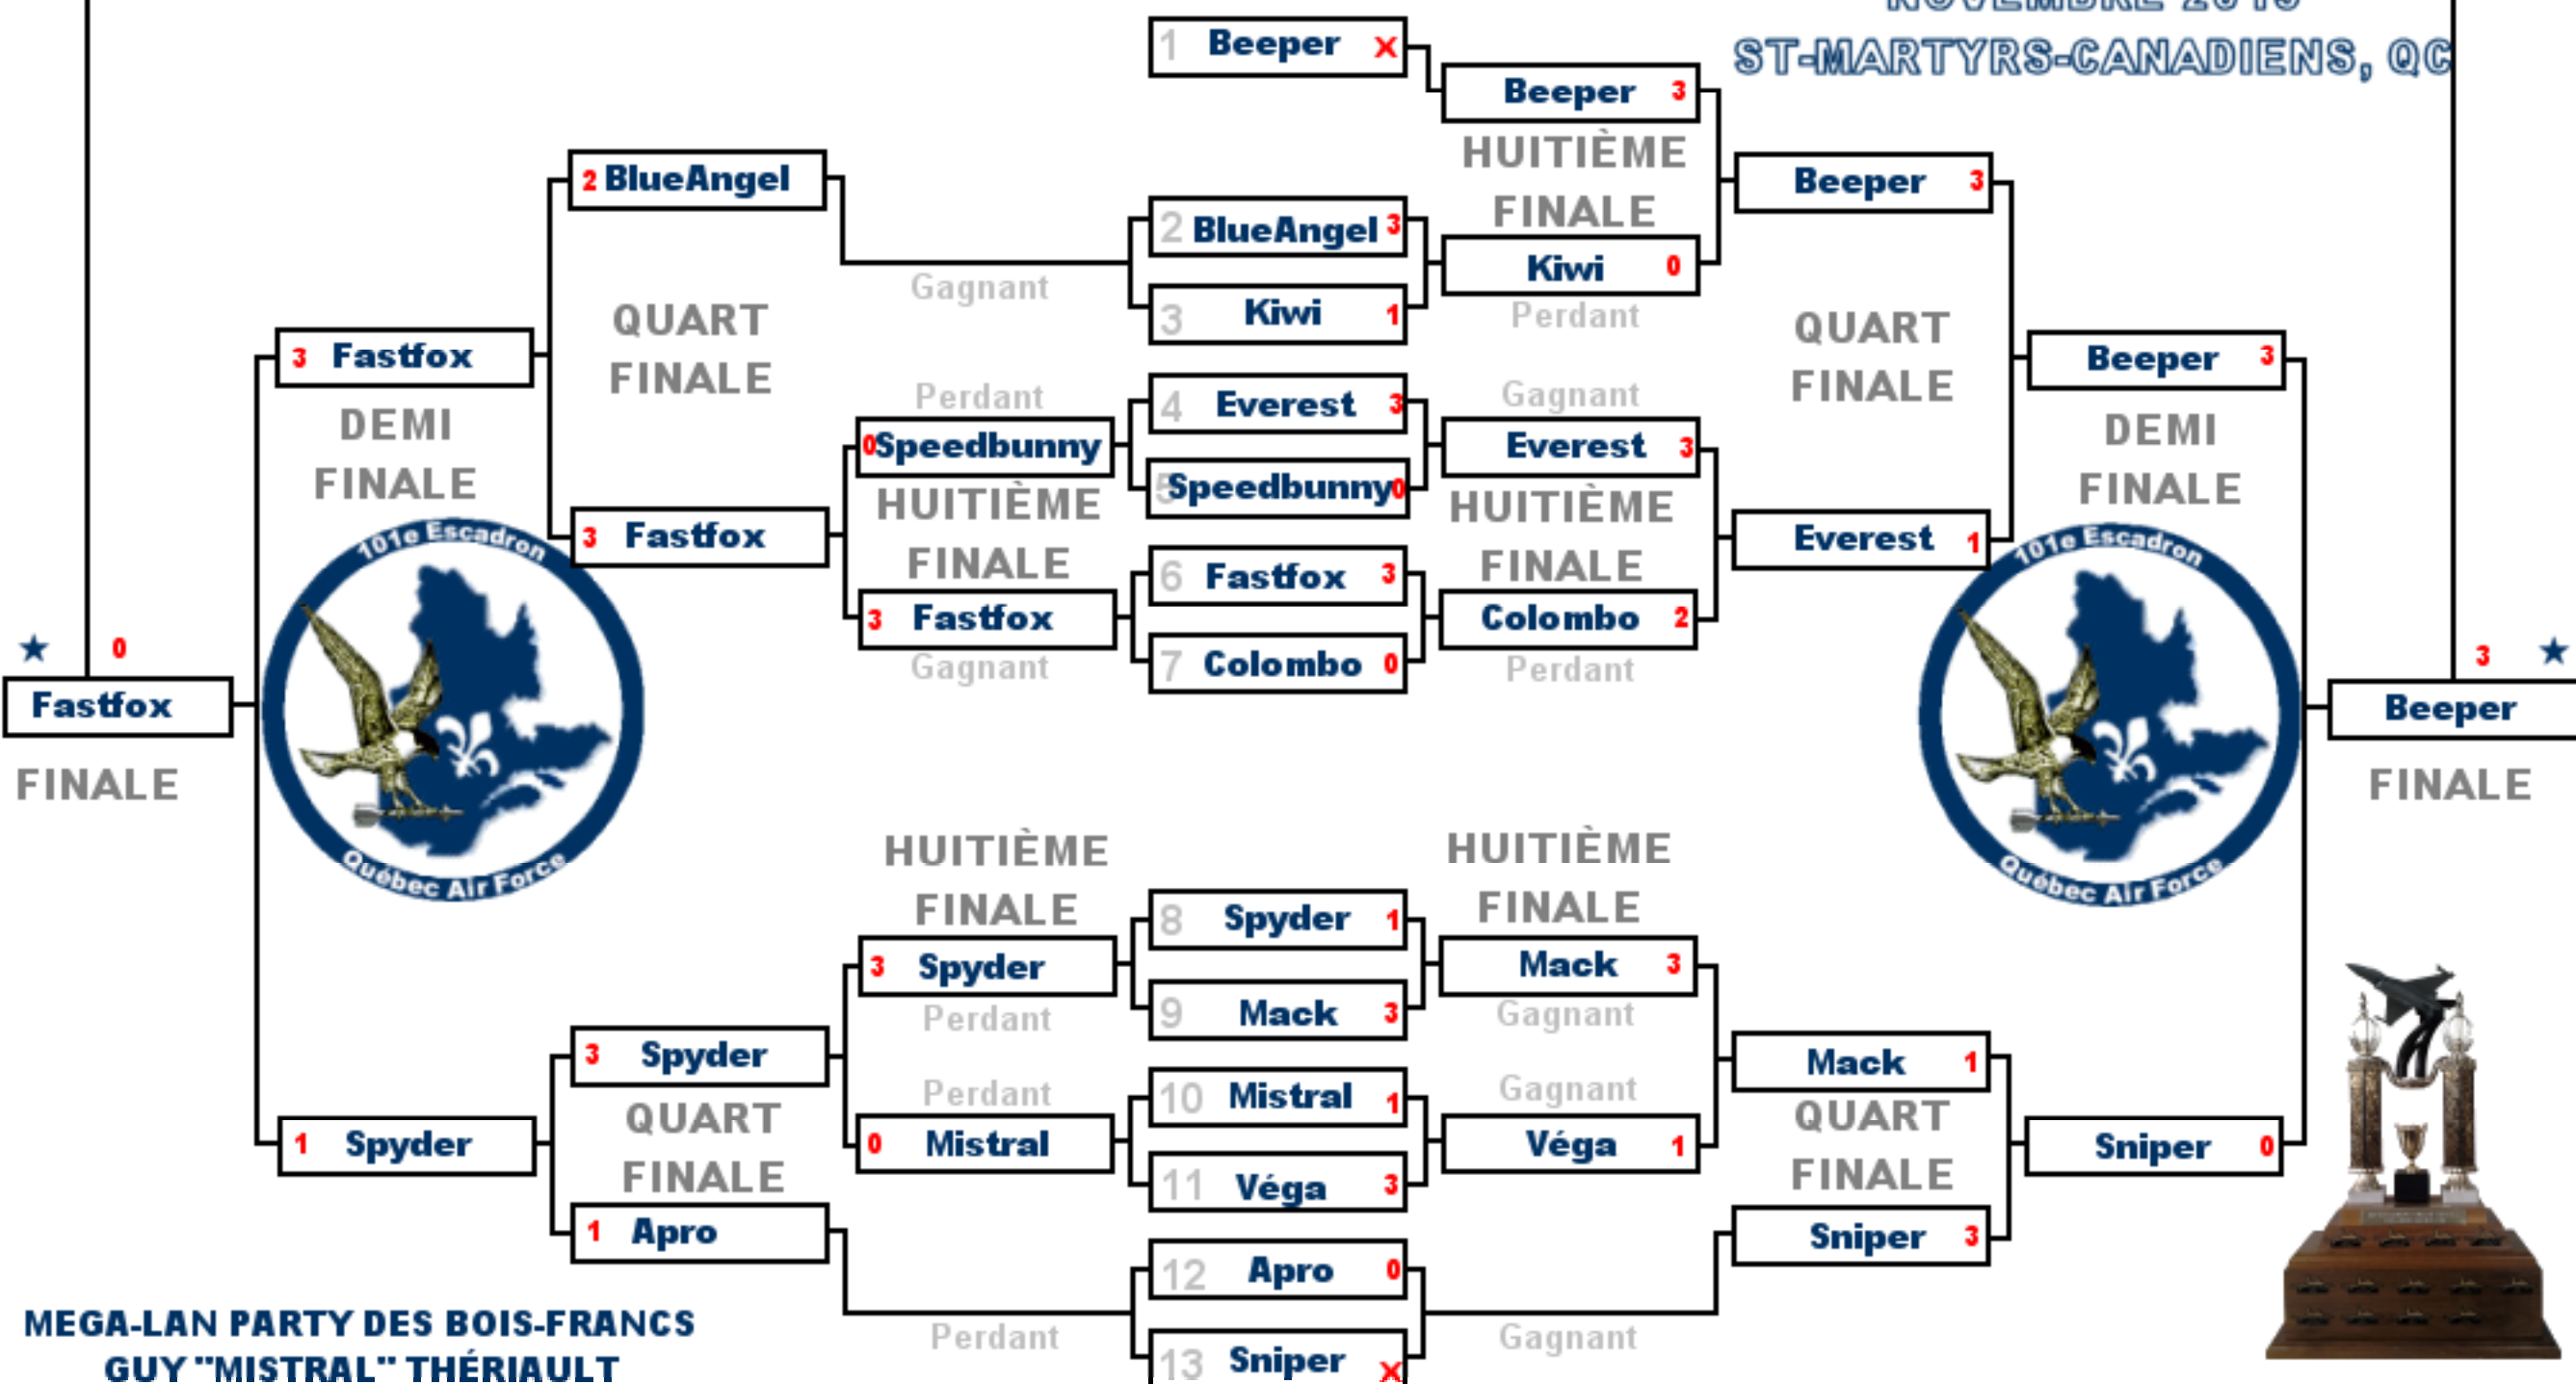 NOVEMBRE 2015
ST-MARTYRS-CANADIENS, QC
1 Beeper X
Beeper 3
HUITIÈME
FINALE
Beeper 3
2 BlueAngel
2 BlueAngel 3
Kiwi 0
Gagnant
3 Kiwi 1
Perdant
QUART
FINALE
QUART
FINALE
3 Fastfox
Beeper 3
DEMI
FINALE
DEMI
FINALE
Perdant
4 Everest 3
Gagnant
0 Speedbunny
Everest 3
5 Speedbunny 0
HUITIÈME
FINALE
HUITIÈME
FINALE
3 Fastfox
Everest 1
6 Fastfox 3
3 Fastfox
Colombo 2
Gagnant
7 Colombo 0
Perdant
101e Escadron
Québec Air Force
101e Escadron
Québec Air Force
0
Fastfox
FINALE
3
Beeper
FINALE
HUITIÈME
FINALE
HUITIÈME
FINALE
8 Spyder 1
3 Spyder
Mack 3
Perdant
9 Mack 3
Gagnant
3 Spyder
Mack 1
Perdant
10 Mistral 1
Gagnant
QUART
FINALE
QUART
FINALE
1 Spyder
0 Mistral
Véga 1
Sniper 0
11 Véga 3
1 Apro
Sniper 3
12 Apro 0
Perdant
13 Sniper X
Gagnant
MEGA-LAN PARTY DES BOIS-FRANCS
GUY "MISTRAL" THÉRIAULT